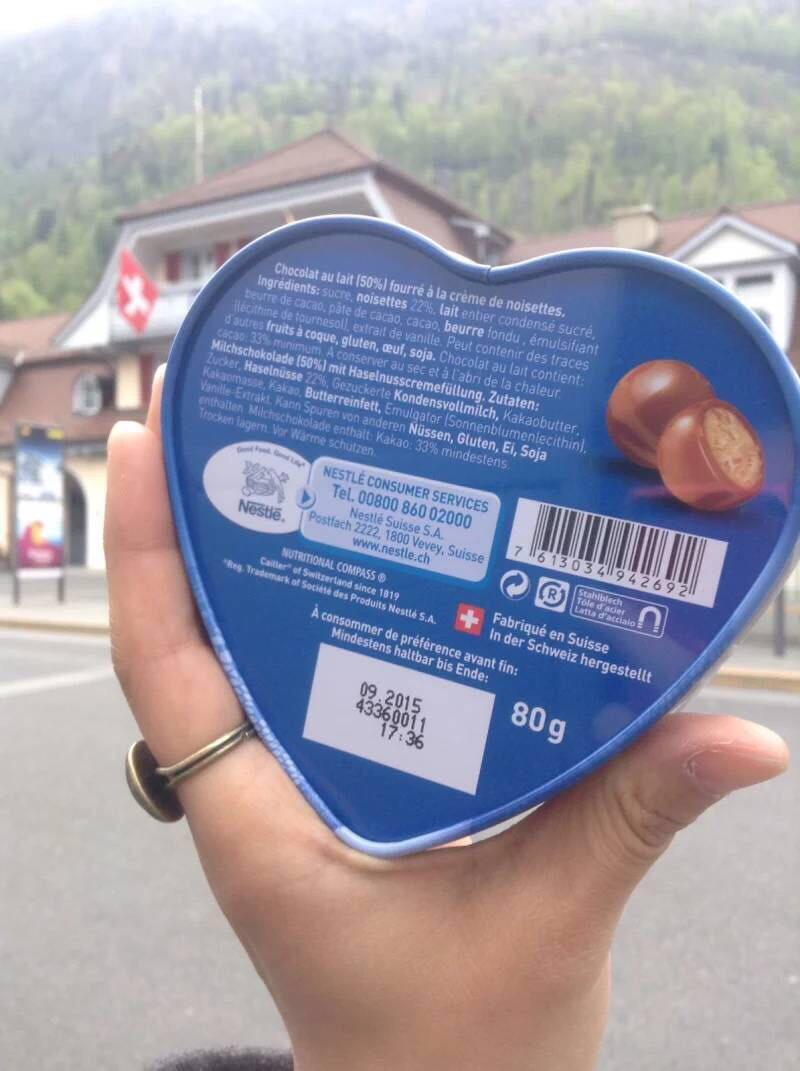 Chocolat au lait (50%) fourré à la crème de noisettes.
Ingrédients: sucre, noisettes 22%, lait entier condensé sucré,
beurre de cacao, pâte de cacao, cacao, beurre fondu, émulsifiant
(lécithine de tournesol), extrait de vanille. Peut contenir des traces
d'autres fruits à coque, gluten, œuf, soja. Chocolat au lait contient:
cacao: 33% minimum. A conserver au sec et à l'abri de la chaleur.
Milchschokolade (50%) mit Haselnusscremefüllung. Zutaten:
Zucker, Haselnüsse 22%, Gezuckerte Kondensvollmilch, Kakaobutter,
Kakaomasse, Kakao, Butterreinfett, Emulgator (Sonnenblumenlecithin),
Vanille-Extrakt. Kann Spuren von anderen Nüssen, Gluten, Ei, Soja
enthalten. Milchschokolade enthält: Kakao: 33% mindestens.
Trocken lagern. Vor Wärme schützen.
Good Food, Good Life
Nestlé®
NESTLÉ CONSUMER SERVICES
Tel. 00800 860 02000
Nestlé Suisse S.A.
Postfach 2222, 1800 Vevey, Suisse
www.nestle.ch
7 613034 942692
NUTRITIONAL COMPASS ®
Cailler® of Switzerland since 1819
®Reg. Trademark of Société des Produits Nestlé S.A.
R
Stahlblech
Tôle d'acier
Latta d'acciaio
Fabriqué en Suisse
In der Schweiz hergestellt
À consommer de préférence avant fin:
Mindestens haltbar bis Ende:
09.2015
43360011
17:36
80g